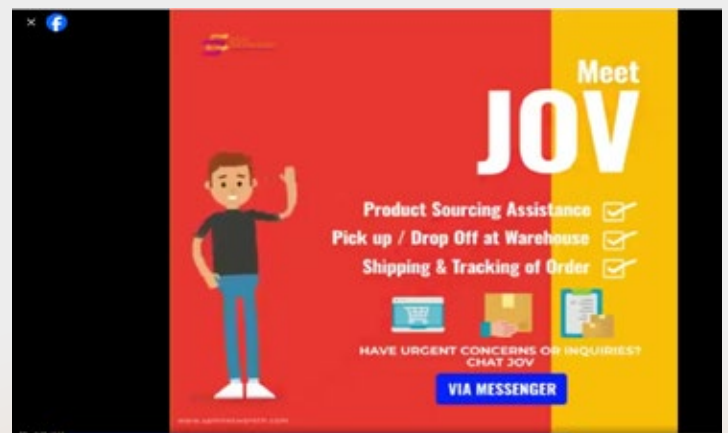 Meet
JOV
Product Sourcing Assistance
Pick up / Drop Off at Warehouse
Shipping & Tracking of Order
HAVE URGENT CONCERNS OR INQUIRIES?
CHAT JOV
VIA MESSENGER